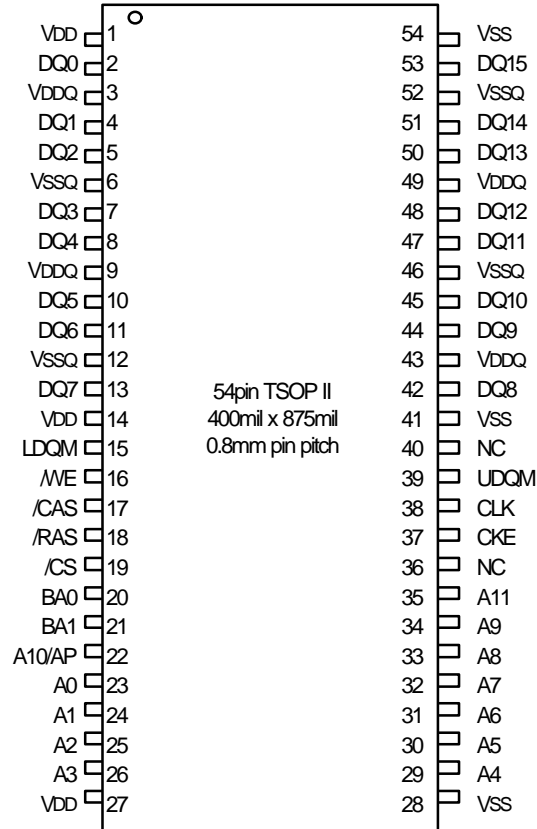 VDD 1 54 VSS
DQ0 2 53 DQ15
VDDQ 3 52 VSSQ
DQ1 4 51 DQ14
DQ2 5 50 DQ13
VSSQ 6 49 VDDQ
DQ3 7 48 DQ12
DQ4 8 47 DQ11
VDDQ 9 46 VSSQ
DQ5 10 45 DQ10
DQ6 11 44 DQ9
VSSQ 12 43 VDDQ
DQ7 13 54pin TSOP II 42 DQ8
VDD 14 400mil x 875mil 41 VSS
LDQM 15 0.8mm pin pitch 40 NC
/WE 16 39 UDQM
/CAS 17 38 CLK
/RAS 18 37 CKE
/CS 19 36 NC
BA0 20 35 A11
BA1 21 34 A9
A10/AP 22 33 A8
A0 23 32 A7
A1 24 31 A6
A2 25 30 A5
A3 26 29 A4
VDD 27 28 VSS